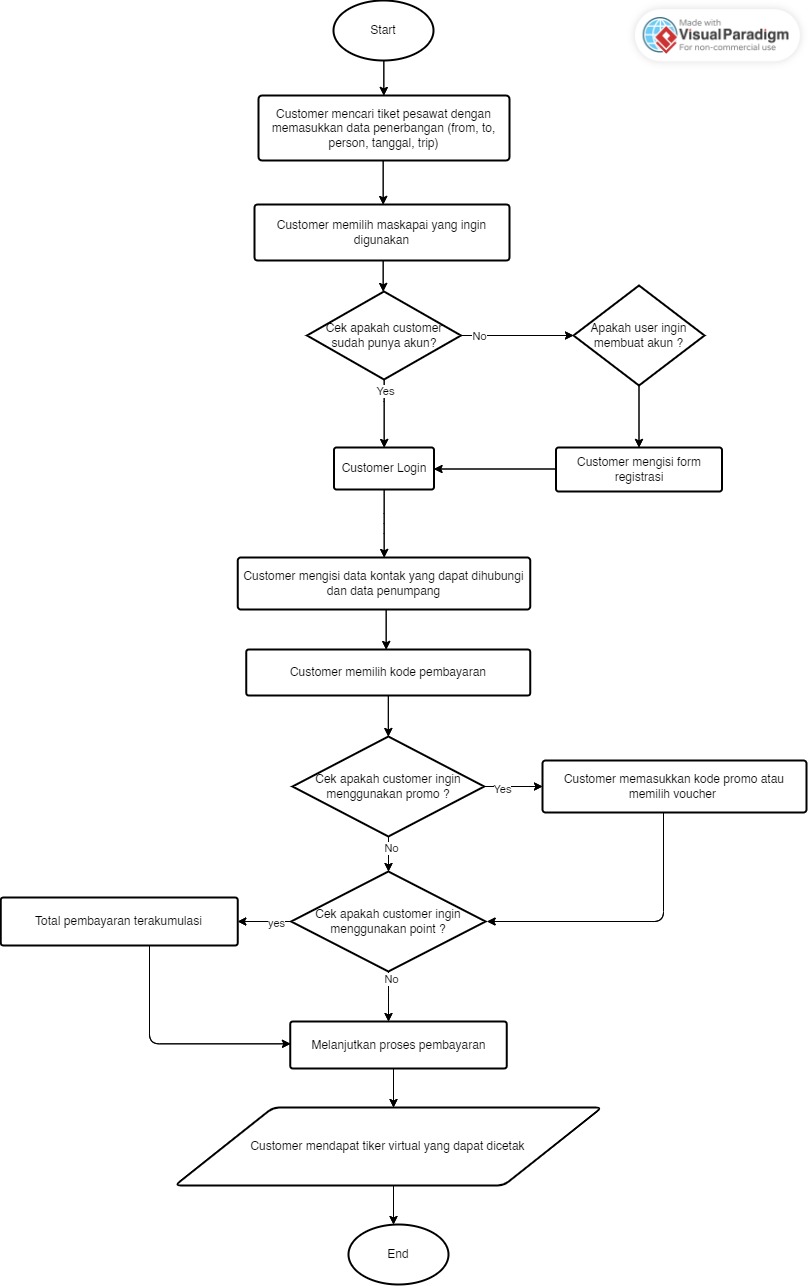 Start
Made with
VisualParadigm
For non-commercial use
Customer mencari tiket pesawat dengan
memasukkan data penerbangan (from, to,
person, tanggal, trip)
Customer memilih maskapai yang ingin
digunakan
Cek apakah customer
sudah punya akun?
No
Apakah user ingin
membuat akun ?
Yes
Customer Login
Customer mengisi form
registrasi
Customer mengisi data kontak yang dapat dihubungi
dan data penumpang
Customer memilih kode pembayaran
Cek apakah customer ingin
menggunakan promo ?
Yes
Customer memasukkan kode promo atau
memilih voucher
No
Cek apakah customer ingin
menggunakan point ?
yes
Total pembayaran terakumulasi
No
Melanjutkan proses pembayaran
Customer mendapat tiker virtual yang dapat dicetak
End